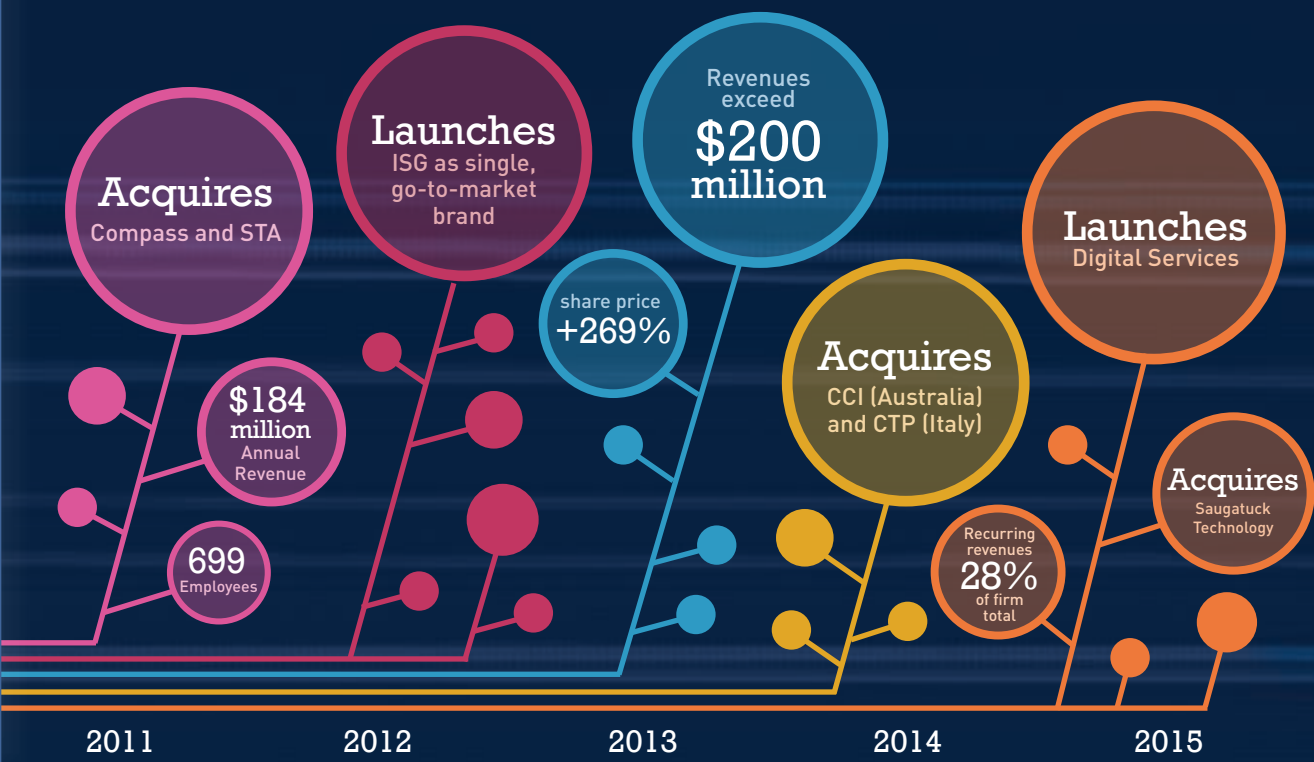 Acquires
Compass and STA
$184
million
Annual
Revenue
699
Employees
2011
Launches
ISG as single,
go-to-market
brand
2012
Revenues
exceed
$200
million
share price
+269%
2013
Acquires
CCI (Australia)
and CTP (Italy)
2014
Launches
Digital Services
Acquires
Saugatuck
Technology
Recurring
revenues
28%
of firm
total
2015